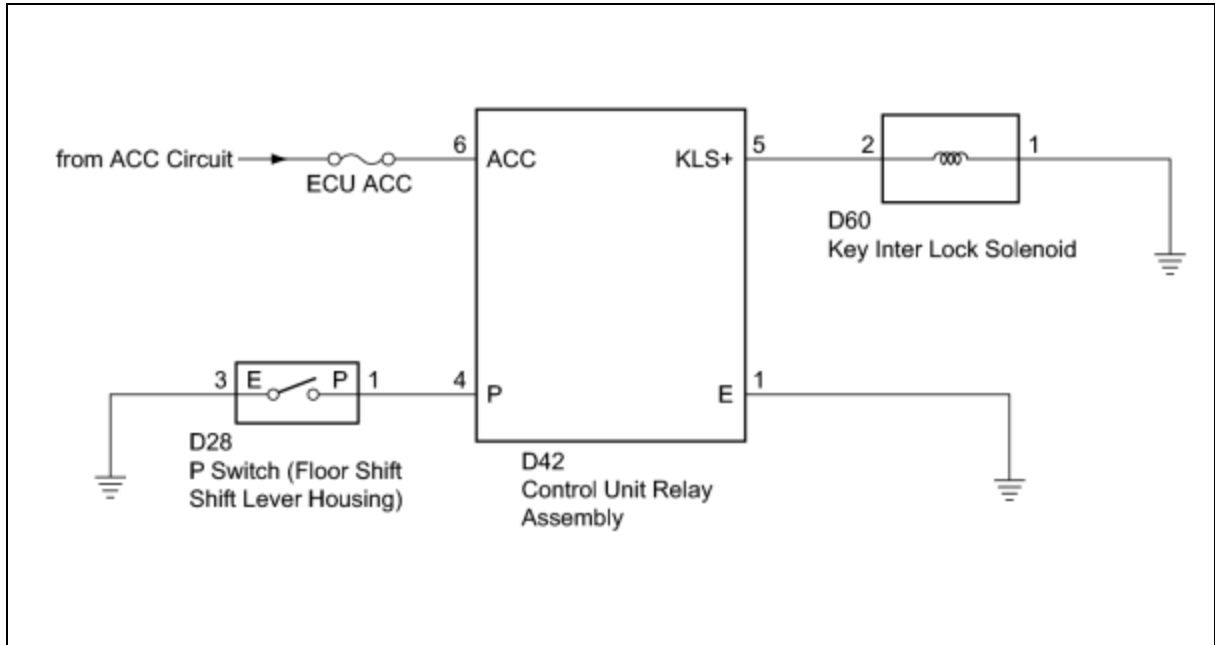 from ACC Circuit
ECU ACC
6
ACC
KLS+
5
2
1
D60
Key Inter Lock Solenoid
3
E
P
1
4
P
E
1
D28
P Switch (Floor Shift
Shift Lever Housing)
D42
Control Unit Relay
Assembly